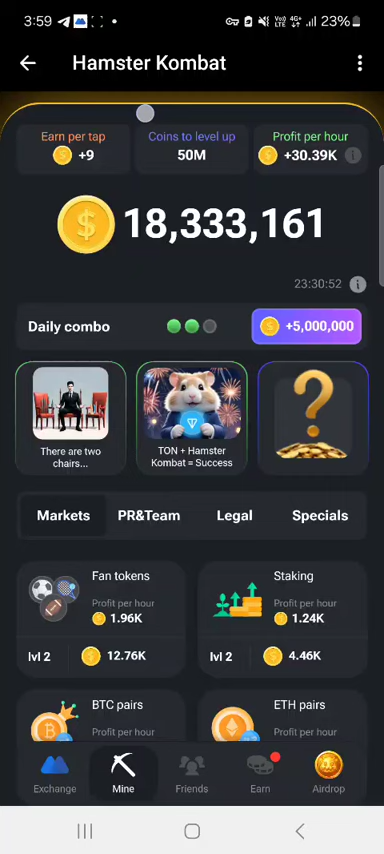 3:59 Vo) 4G+ LTE 23%
Hamster Kombat
Earn per tap Coins to level up Profit per hour
+9 50M +30.39K
18,333,161
23:30:52
Daily combo +5,000,000
There are two chairs...
TON + Hamster
Kombat = Success
Markets PR&Team Legal Specials
Fan tokens Staking
Profit per hour Profit per hour
1.96K 1.24K
lvl 2 12.76K lvl 2 4.46K
BTC pairs ETH pairs
Profit per hour Profit per hour
Exchange Mine Friends Earn Airdrop